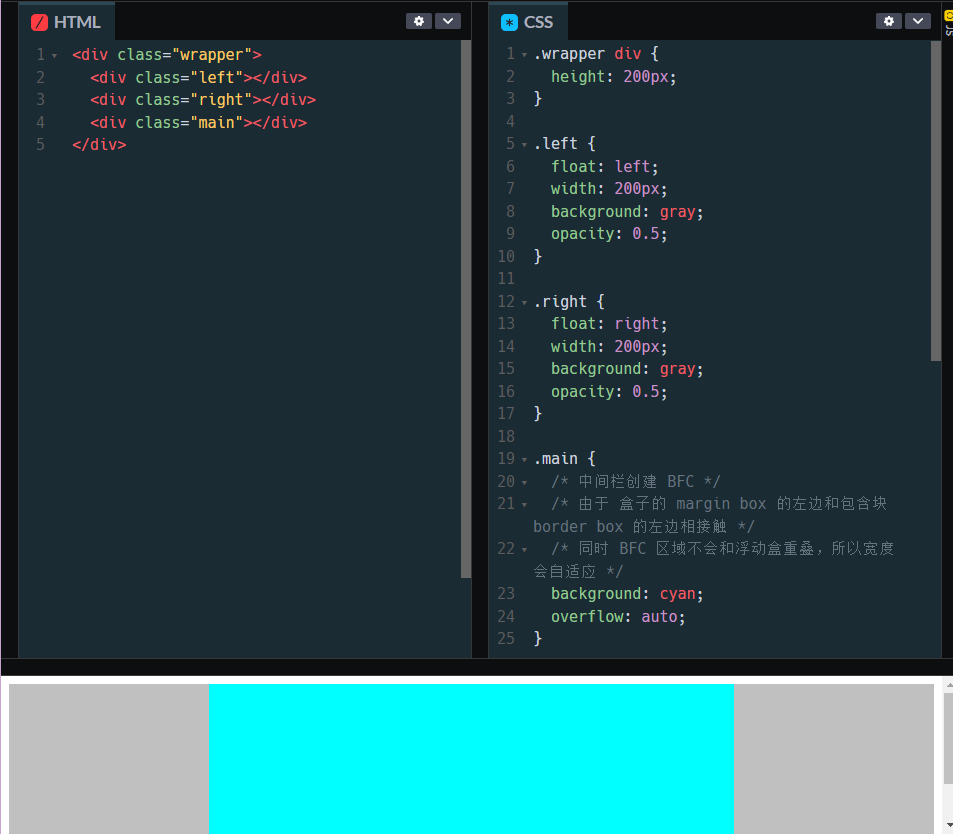 HTML
1 <div class="wrapper">
2   <div class="left"></div>
3   <div class="right"></div>
4   <div class="main"></div>
5 </div>
CSS
1 .wrapper div {
2   height: 200px;
3 }
4
5 .left {
6   float: left;
7   width: 200px;
8   background: gray;
9   opacity: 0.5;
10 }
11
12 .right {
13   float: right;
14   width: 200px;
15   background: gray;
16   opacity: 0.5;
17 }
18
19 .main {
20   /* 中间栏创建 BFC */
21   /* 由于 盒子的 margin box 的左边和包含块
border box 的左边相接触 */
22   /* 同时 BFC 区域不会和浮动盒重叠，所以宽度
会自适应 */
23   background: cyan;
24   overflow: auto;
25 }
JS